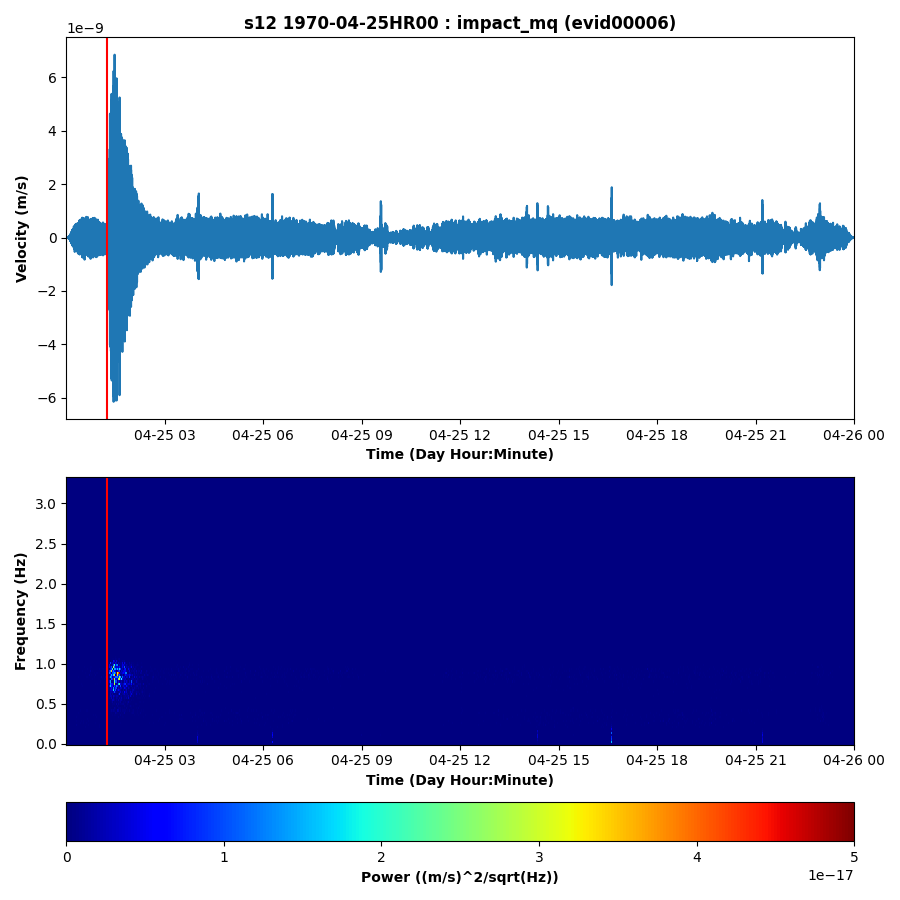 s12 1970-04-25HR00 : impact_mq (evid00006)
1e−9
6
4
2
0
−2
−4
−6
Velocity (m/s)
04-25 03 04-25 06 04-25 09 04-25 12 04-25 15 04-25 18 04-25 21 04-26 00
Time (Day Hour:Minute)
3.0
2.5
2.0
1.5
1.0
0.5
0.0
Frequency (Hz)
04-25 03 04-25 06 04-25 09 04-25 12 04-25 15 04-25 18 04-25 21 04-26 00
Time (Day Hour:Minute)
0 1 2 3 4 5
1e−17
Power ((m/s)^2/sqrt(Hz))